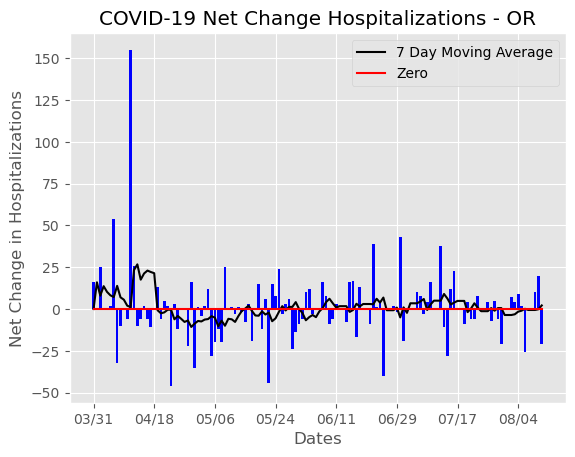 COVID-19 Net Change Hospitalizations - OR
7 Day Moving Average
Zero
Net Change in Hospitalizations
150
125
100
75
50
25
0
−25
−50
03/31 04/18 05/06 05/24 06/11 06/29 07/17 08/04
Dates